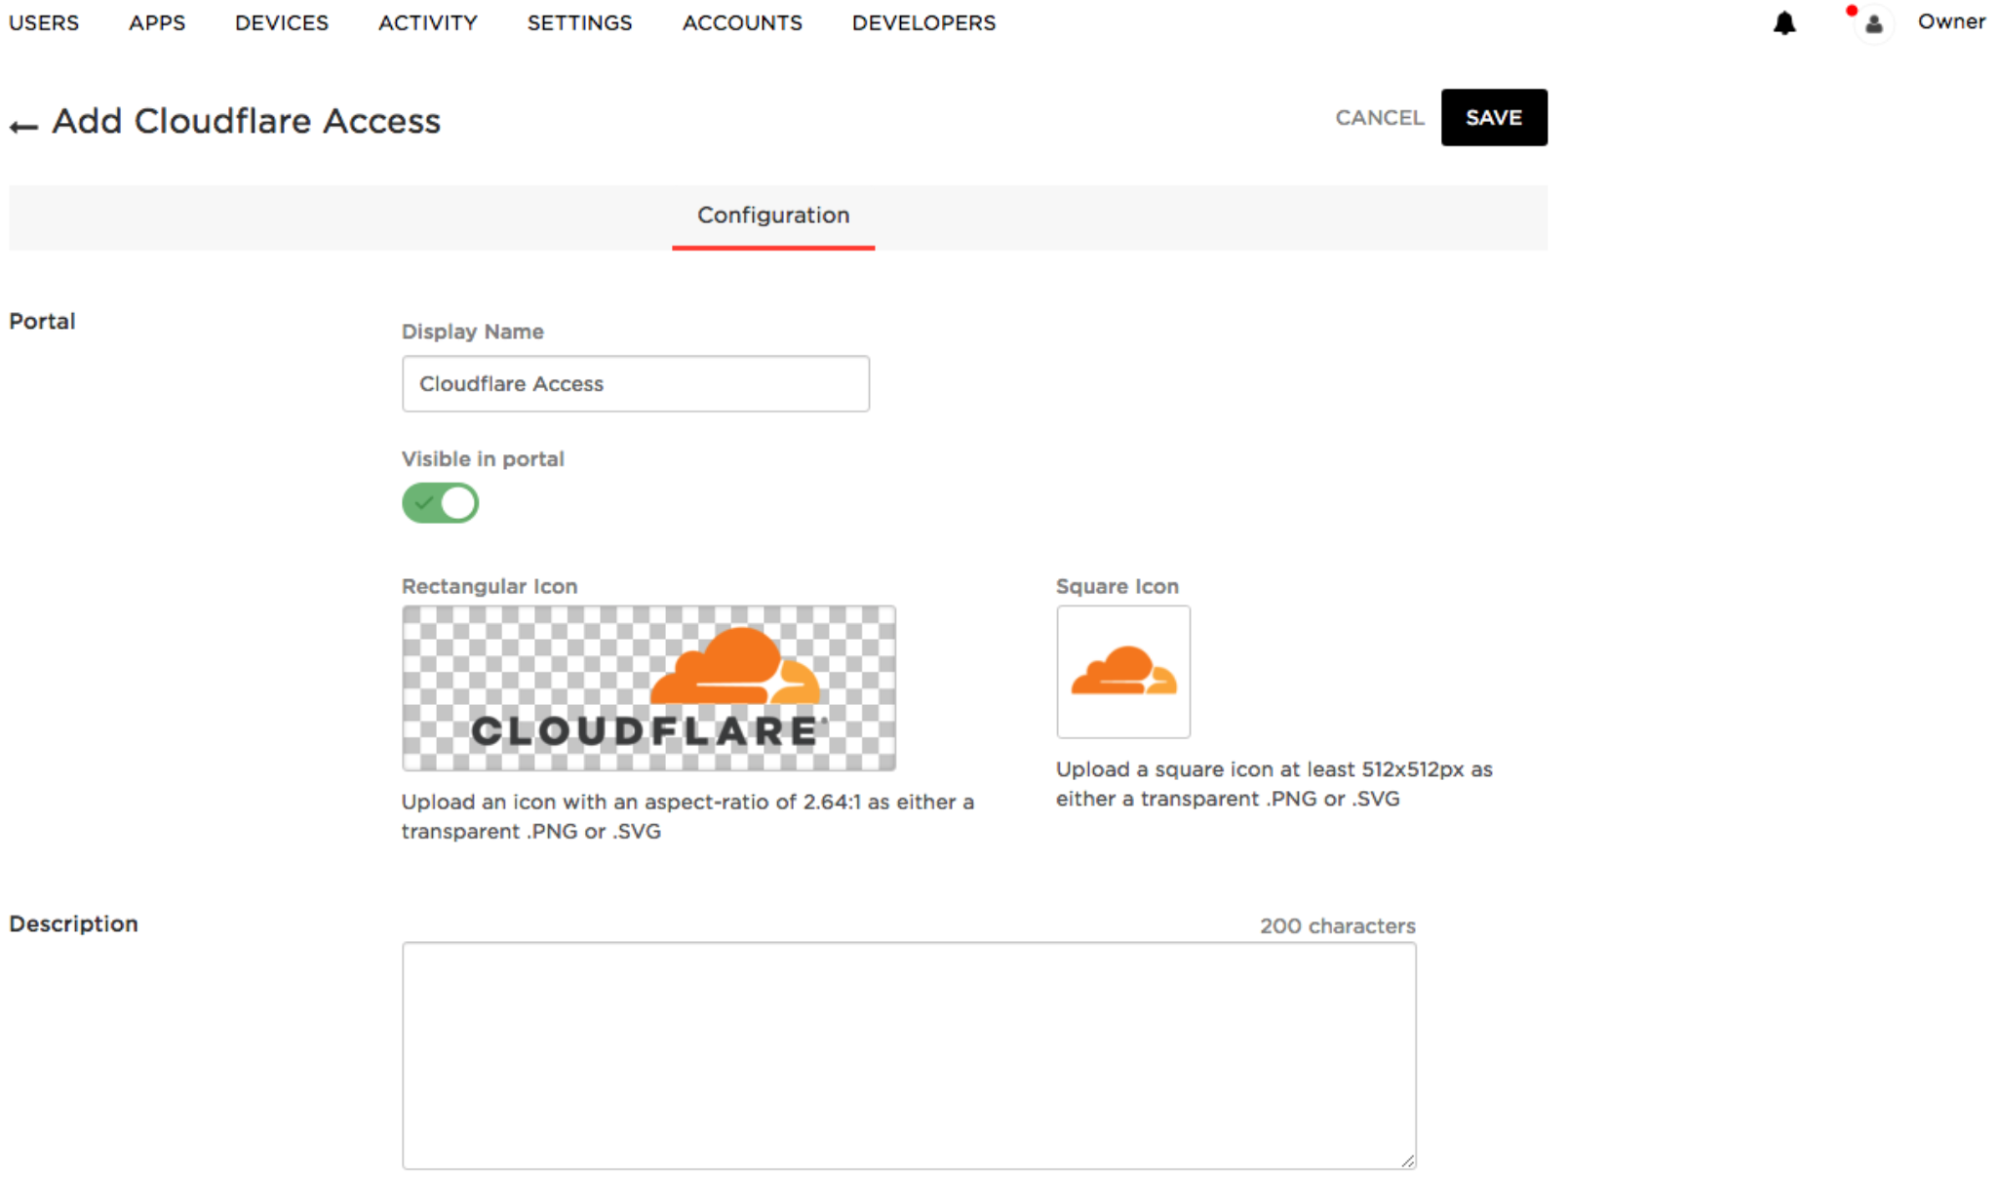 USERS APPS DEVICES ACTIVITY SETTINGS ACCOUNTS DEVELOPERS Owner
← Add Cloudflare Access
CANCEL SAVE
Configuration
Portal
Display Name
Cloudflare Access
Visible in portal
Rectangular Icon
CLOUDFLARE
Upload an icon with an aspect-ratio of 2.64:1 as either a
transparent .PNG or .SVG
Square Icon
Upload a square icon at least 512x512px as
either a transparent .PNG or .SVG
Description
200 characters